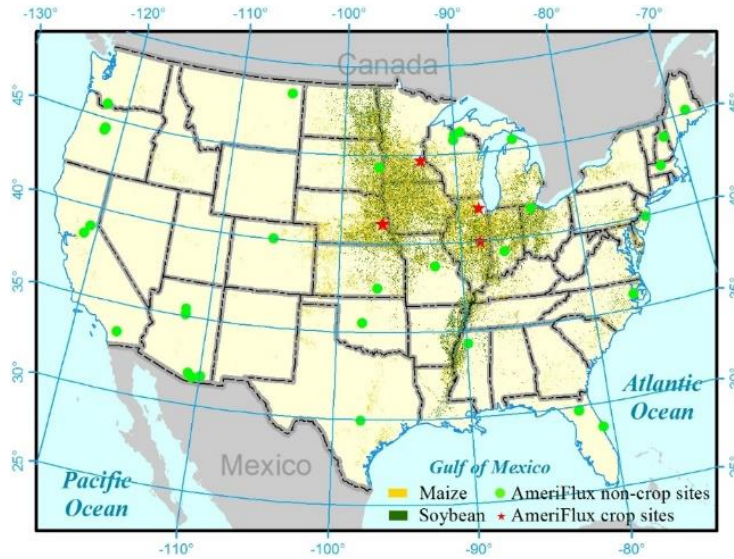 -130° -120° -110° -100° -90° -80° -70°
Canada
45° 45°
40° 40°
35° 35°
30° 30°
25° 25°
Atlantic
Ocean
Mexico
Gulf of Mexico
Pacific
Ocean
Maize
AmeriFlux non-crop sites
Soybean
AmeriFlux crop sites
-110° -100° -90° -80°